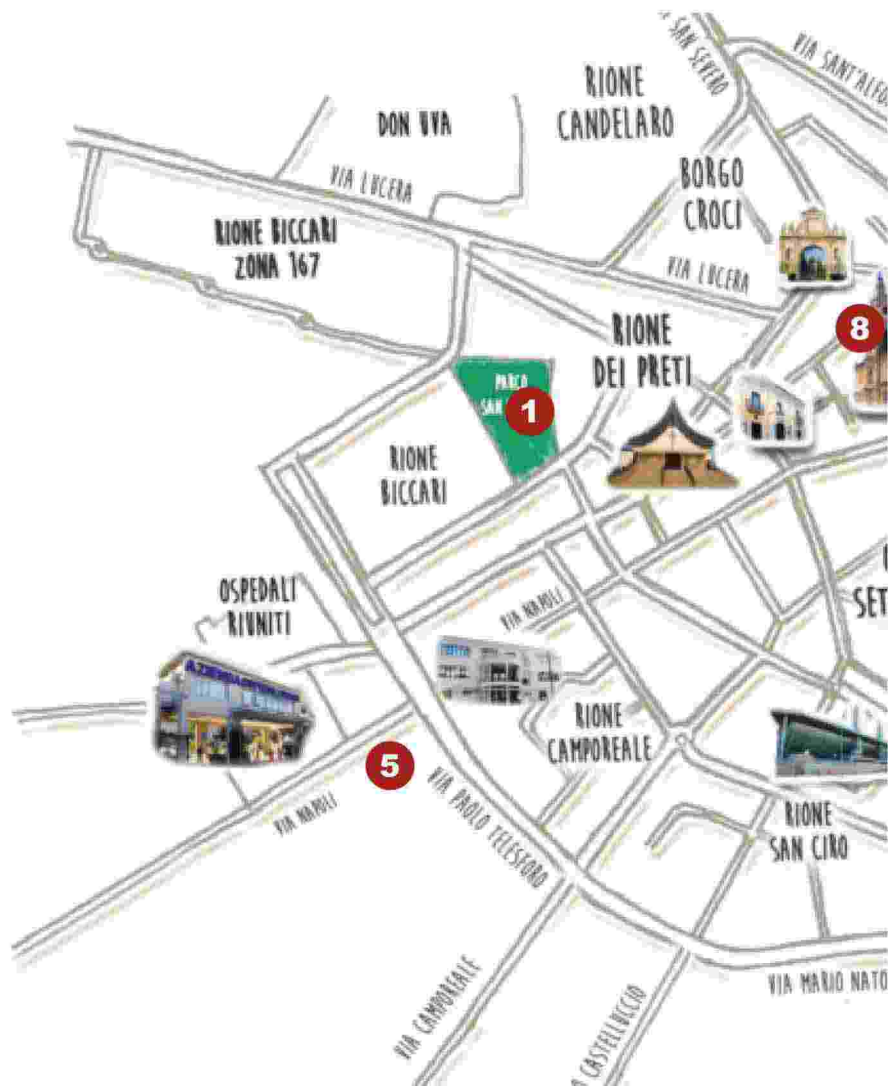 SAN SEVERO
VIA SANT'ALFO
RIONE
CANDELARO
DON UVA
VIA LUCERA
BORGO
CROCI
RIONE BICCARI
ZONA 167
VIA LUCERA
8
RIONE
DEI PRETI
PARCO
SAN
1
RIONE
BICCARI
OSPEDALI
RIUNITI
VIA NAPOLI
SET
RIONE
CAMPOREALE
5
VIA NAPOLI
VIA PAOLO TELESFORO
RIONE
SAN CIRO
VIA MARIO NATO
VIA CAMPOREALE
A CASTELLUCCIO